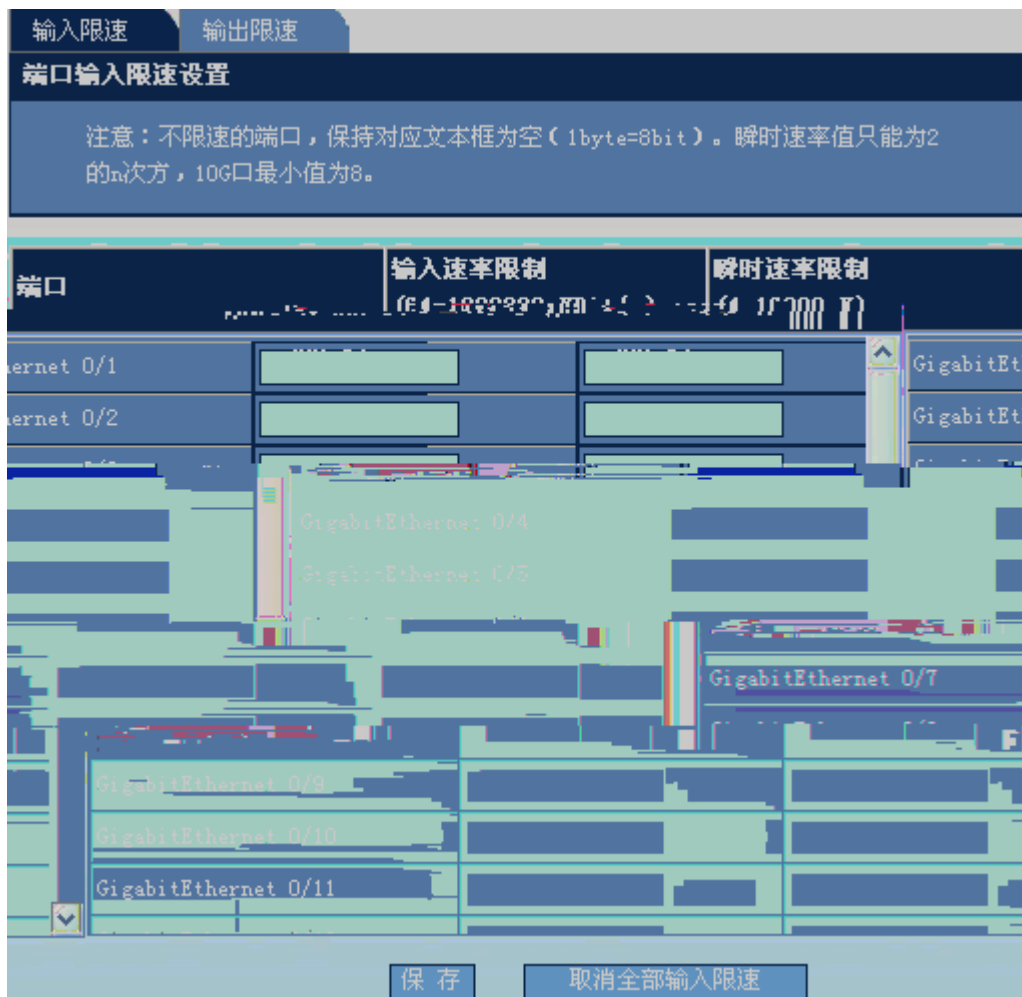 输入限速
输出限速
端口输入限速设置
注意：不限速的端口，保持对应文本框为空(1byte=8bit)。瞬时速率值只能为2
的n次方，10G口最小值为8。
端口
输入速率限制
瞬时速率限制
ernet 0/1
GigabitEt
ernet 0/2
GigabitEt
GigabitEthernet 0/4
GigabitEthernet 0/5
GigabitEthernet 0/7
GigabitEthernet 0/9
GigabitEthernet 0/10
GigabitEthernet 0/11
保 存
取消全部输入限速